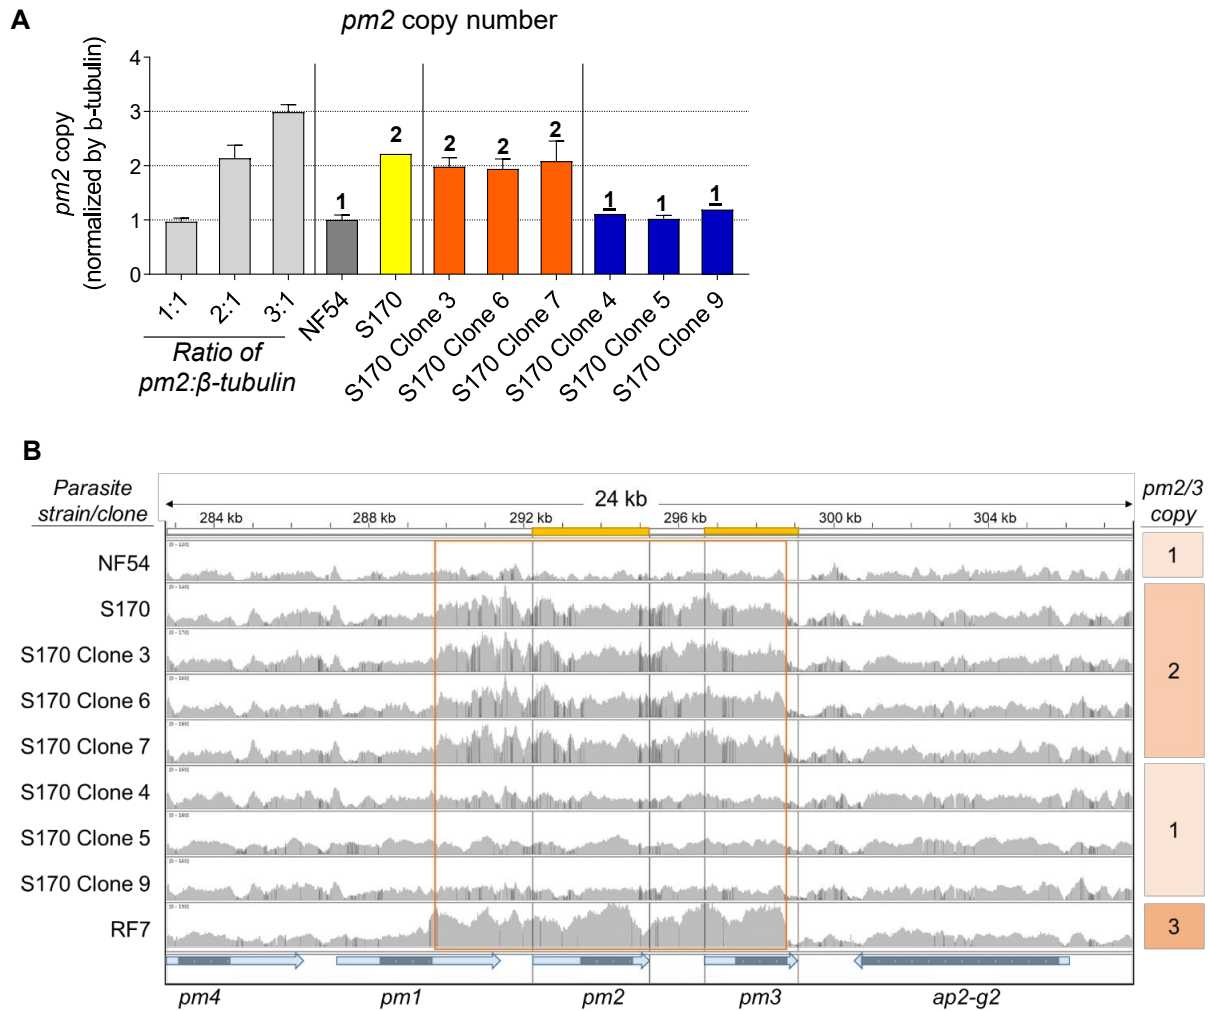 A
pm2 copy number
pm2 copy
(normalized by b-tubulin)
4
3
2
1
0
1
2
2
2
2
1
1
1
1:1
2:1
3:1
NF54
S170
S170 Clone 3
S170 Clone 6
S170 Clone 7
S170 Clone 4
S170 Clone 5
S170 Clone 9
Ratio of
pm2:β-tubulin
B
Parasite
strain/clone
24 kb
pm2/3
copy
284 kb
288 kb
292 kb
296 kb
300 kb
304 kb
NF54
S170
S170 Clone 3
S170 Clone 6
S170 Clone 7
S170 Clone 4
S170 Clone 5
S170 Clone 9
RF7
1
2
1
3
pm4
pm1
pm2
pm3
ap2-g2